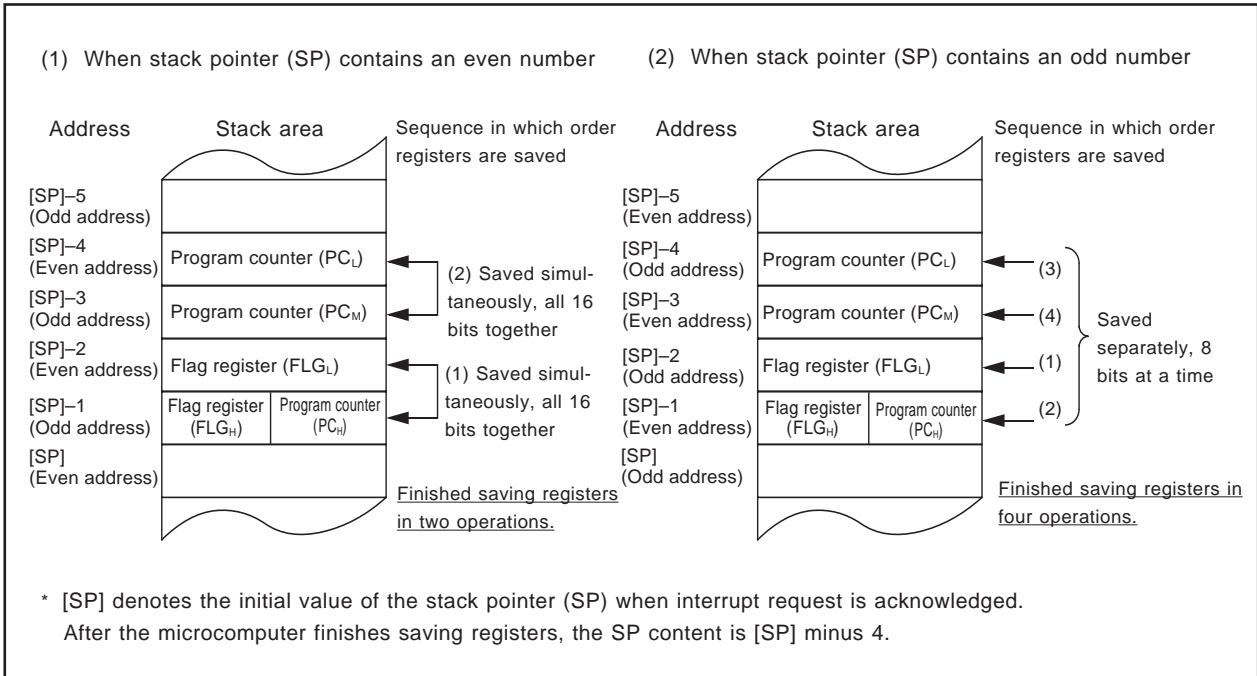 (1) When stack pointer (SP) contains an even number
Address
Stack area
Sequence in which order
registers are saved
[SP]–5
(Odd address)
[SP]–4
(Even address)
[SP]–3
(Odd address)
[SP]–2
(Even address)
[SP]–1
(Odd address)
[SP]
(Even address)
Program counter (PCL)
Program counter (PCM)
Flag register (FLGL)
Flag register
(FLGH)
Program counter
(PCH)
(2) Saved simul-
taneously, all 16
bits together
(1) Saved simul-
taneously, all 16
bits together
Finished saving registers
in two operations.
(2) When stack pointer (SP) contains an odd number
Address
Stack area
Sequence in which order
registers are saved
[SP]–5
(Even address)
[SP]–4
(Odd address)
[SP]–3
(Even address)
[SP]–2
(Odd address)
[SP]–1
(Even address)
[SP]
(Odd address)
Program counter (PCL)
Program counter (PCM)
Flag register (FLGL)
Flag register
(FLGH)
Program counter
(PCH)
(3)
(4)
(1)
(2)
Saved
separately, 8
bits at a time
Finished saving registers in
four operations.
* [SP] denotes the initial value of the stack pointer (SP) when interrupt request is acknowledged.
After the microcomputer finishes saving registers, the SP content is [SP] minus 4.